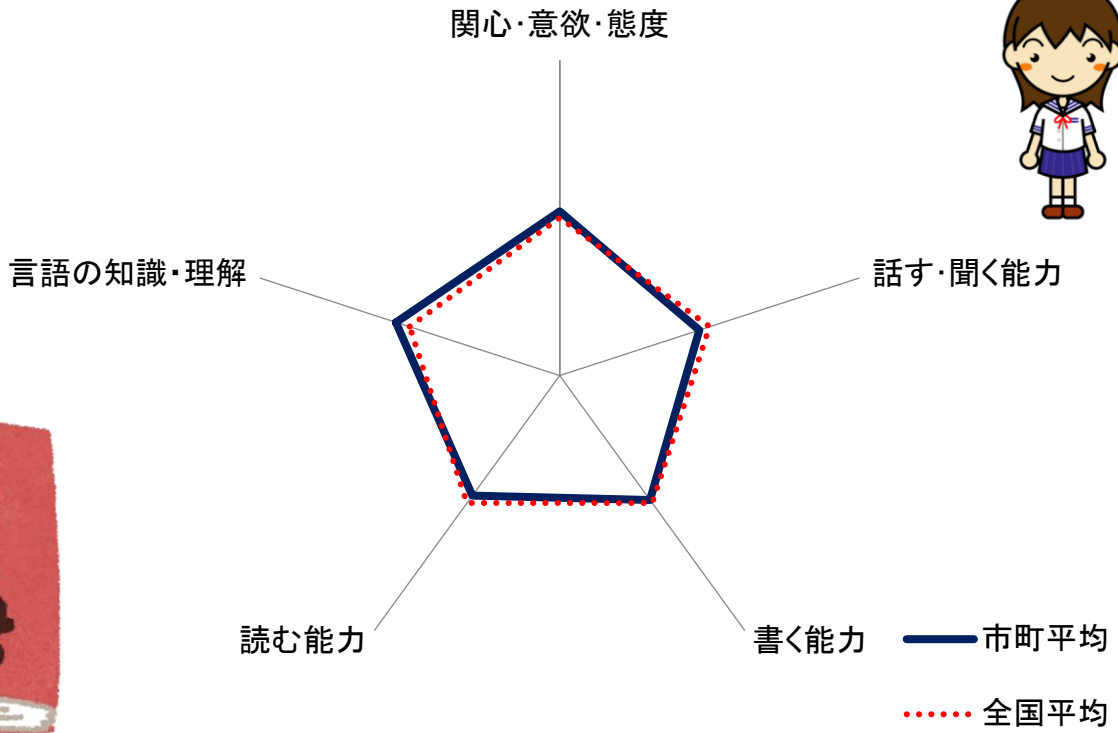 関心・意欲・態度
言語の知識・理解
話す・聞く能力
読む能力
書く能力
市町平均
全国平均